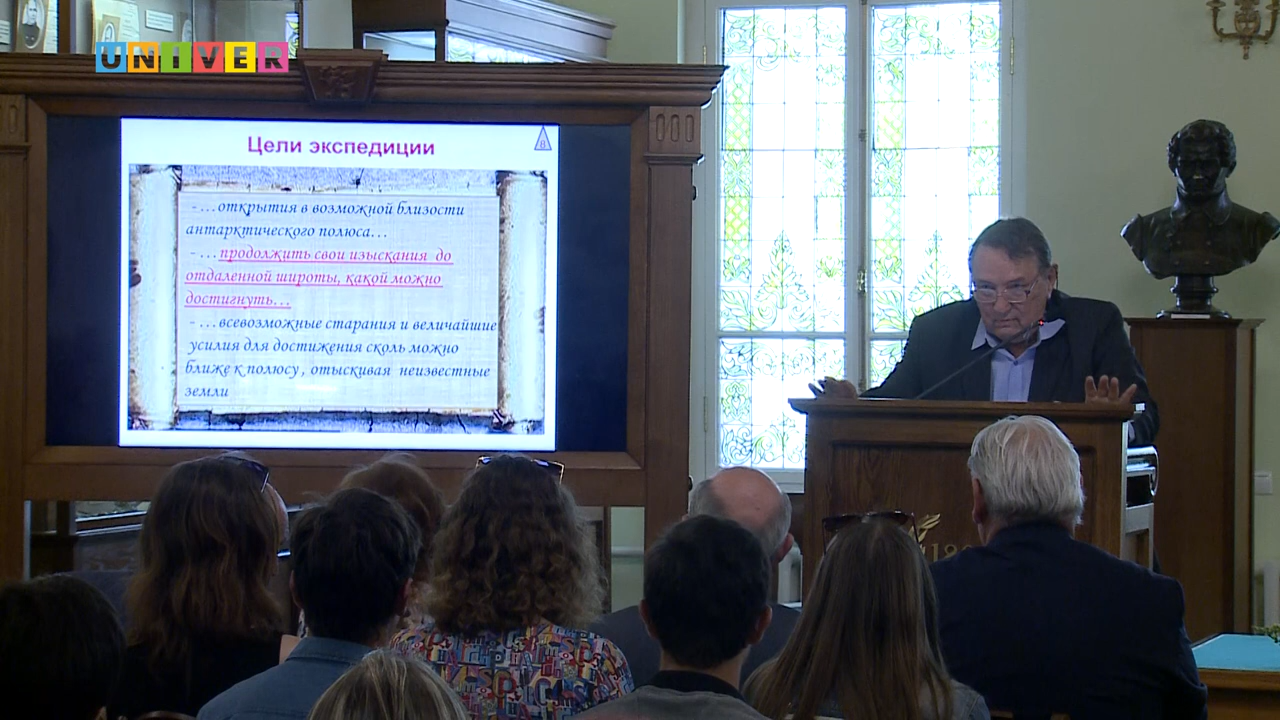 UNIVER
Цели экспедиции
8
- ...открытия в возможной близости
антарктического полюса...
- ...продолжить свои изыскания до
отдаленной широты, какой можно
достигнуть...
- ...всевозможные старания и величайшие
усилия для достижения сколь можно
ближе к полюсу, отыскивая неизвестные
земли